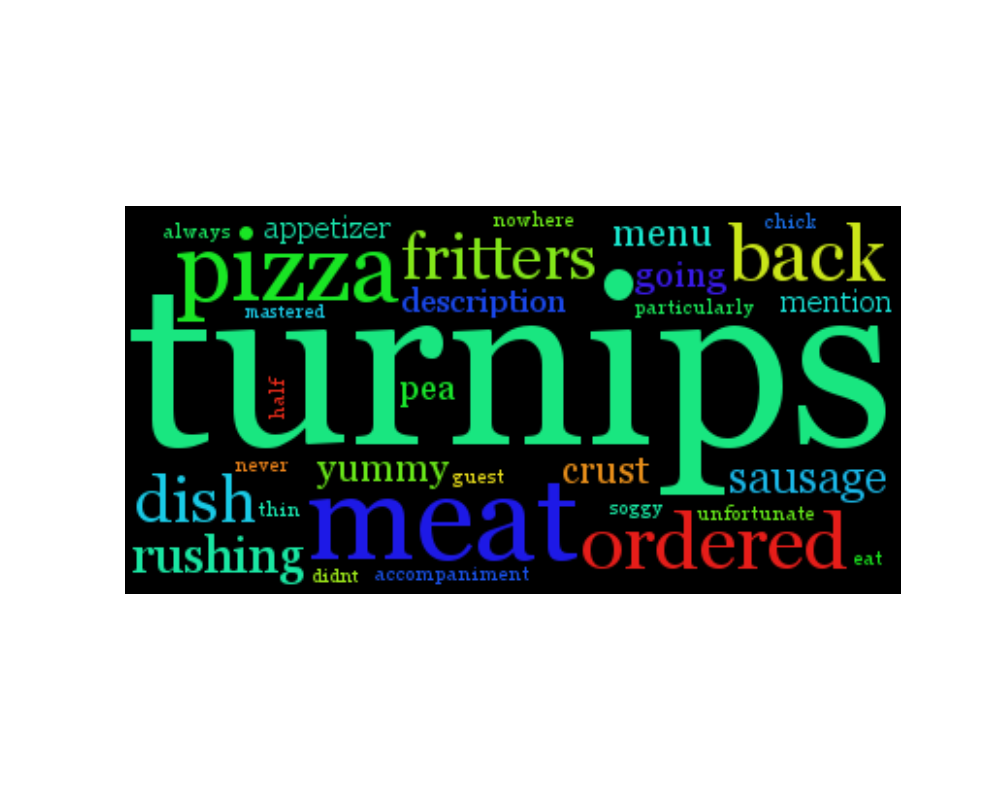 nowhere
chick
always
appetizer
menu
back
pizza
fritters
going
description
particularly
mention
mastered
turnips
half
pea
never
yummy
guest
crust
sausage
dish
thin
meat
soggy
unfortunate
ordered
rushing
didnt
accompaniment
eat